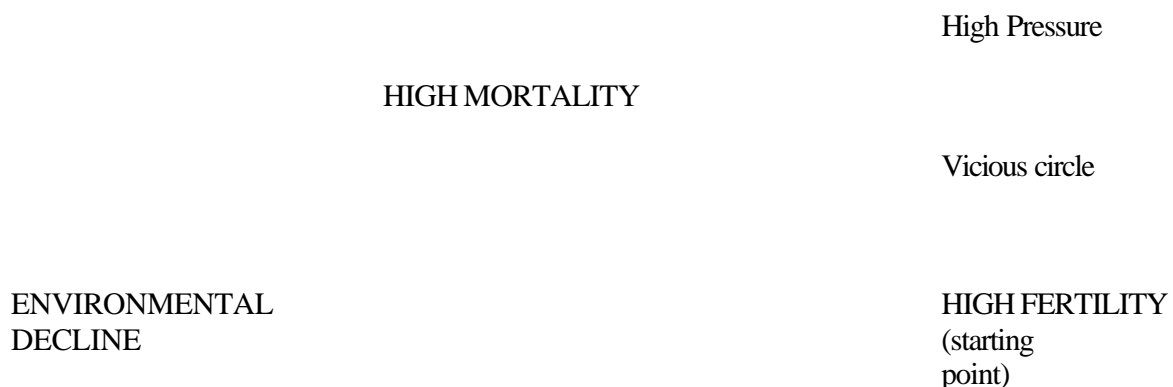 High Pressure
HIGH MORTALITY
Vicious circle
ENVIRONMENTAL
DECLINE
HIGH FERTILITY
(starting
point)